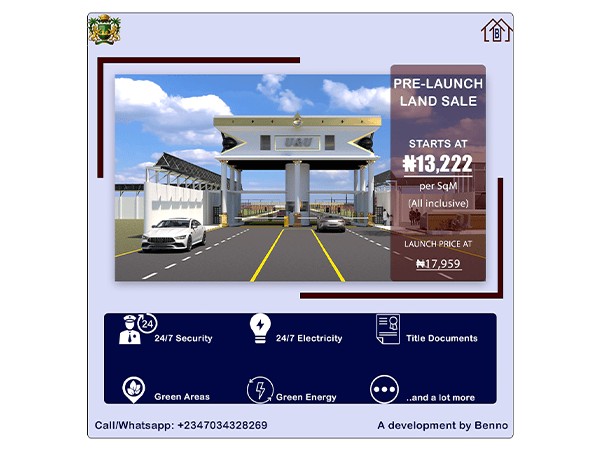 B
PRE-LAUNCH
LAND SALE
STARTS AT
₦13,222
per SqM
(All inclusive)
LAUNCH PRICE AT
₦17,959
24
24/7 Security
24/7 Electricity
Title Documents
Green Areas
Green Energy
..and a lot more
Call/Whatsapp: +2347034328269
A development by Benno